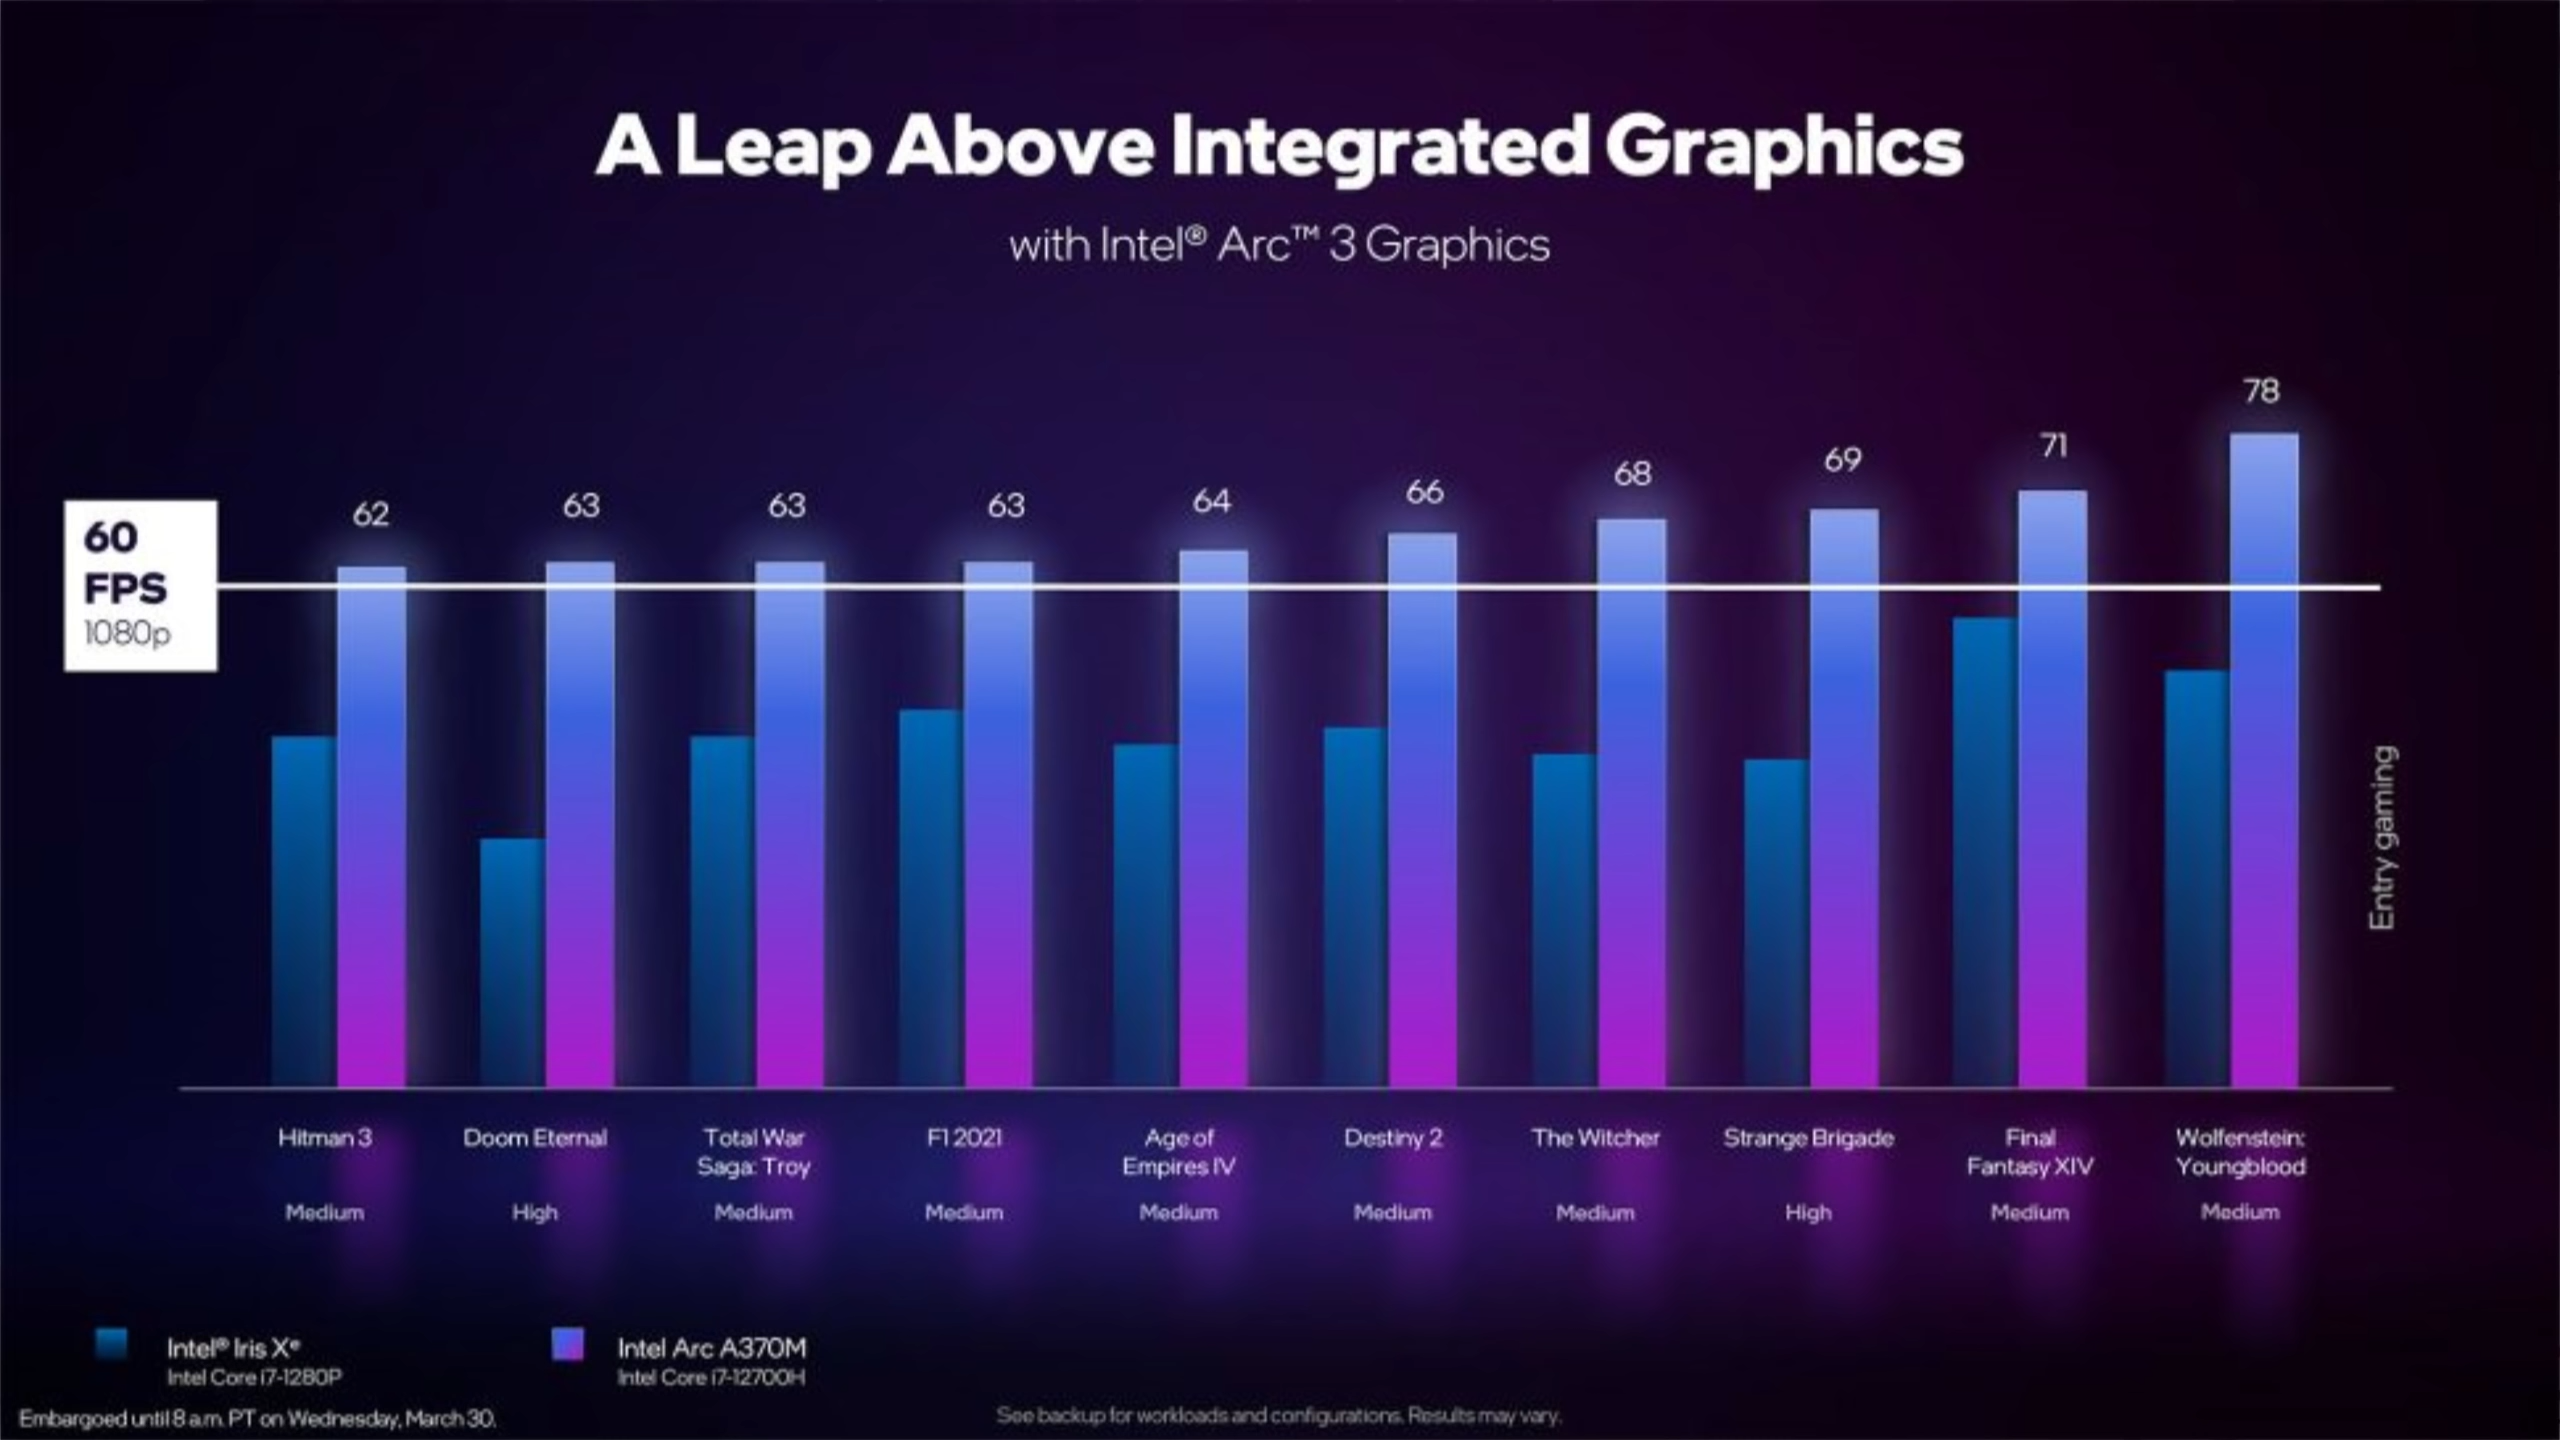 A Leap Above Integrated Graphics
with Intel® Arc™ 3 Graphics
60
FPS
1080p
62
63
63
63
64
66
68
69
71
78
Entry gaming
Hitman 3
Medium
Doom Eternal
High
Total War
Saga: Troy
Medium
F1 2021
Medium
Age of
Empires IV
Medium
Destiny 2
Medium
The Witcher
Medium
Strange Brigade
High
Final
Fantasy XIV
Medium
Wolfenstein:
Youngblood
Medium
Intel® Iris Xᵉ
Intel Core i7-1280P
Intel Arc A370M
Intel Core i7-12700H
Embargoed until 8 a.m. PT on Wednesday, March 30.
See backup for workloads and configurations. Results may vary.